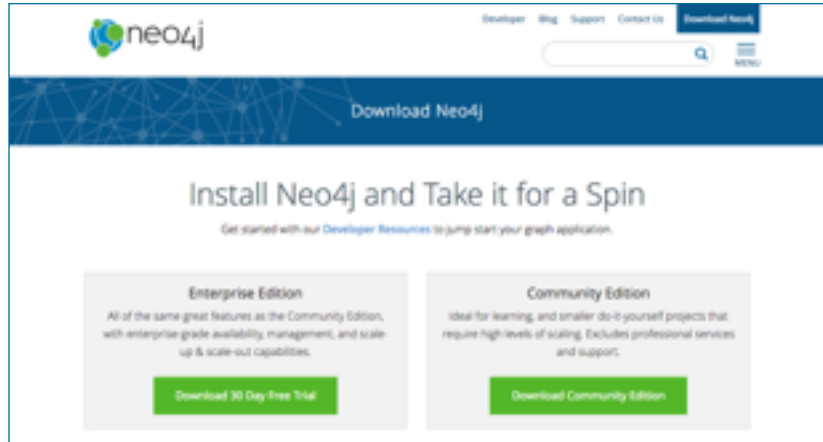 neo4j
Developer Blog Support Contact Us Download Neo4j
MENU
Download Neo4j
Install Neo4j and Take it for a Spin
Get started with our Developer Resources to jump start your graph application.
Enterprise Edition
All of the same great features as the Community Edition,
with enterprise-grade availability, management, and scale-
up & scale-out capabilities.
Download 30 Day Free Trial
Community Edition
Ideal for learning, and smaller do-it-yourself projects that
require high levels of scaling. Excludes professional services
and support.
Download Community Edition